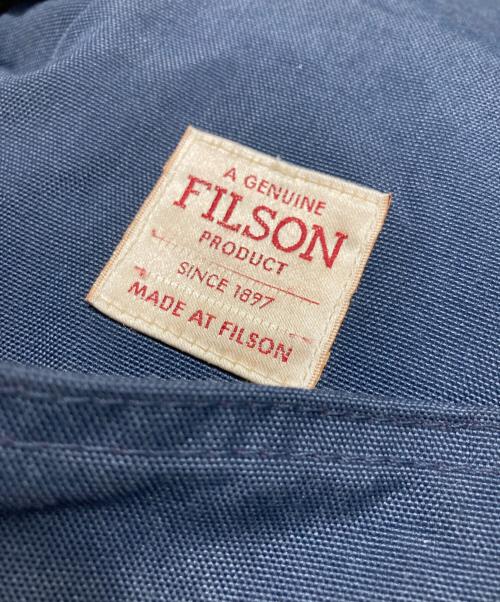 A GENUINE
FILSON
PRODUCT
SINCE 1897
MADE AT FILSON